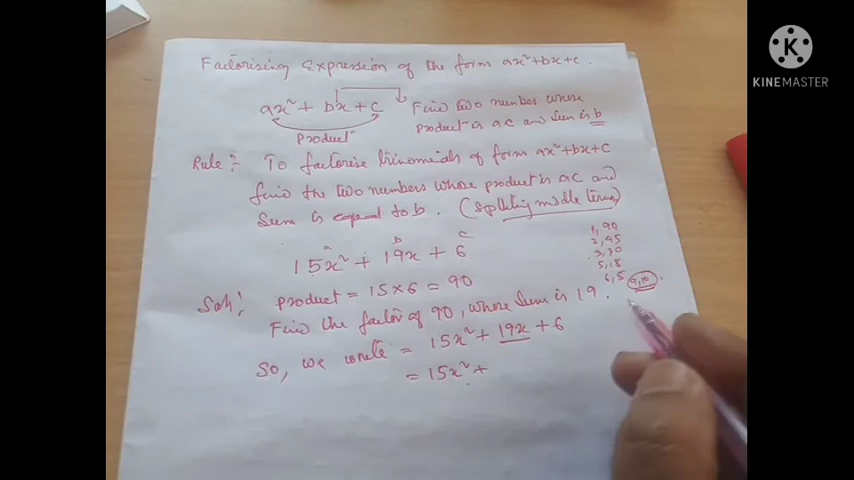 Factorising Expression of the form ax²+bx+c.
ax² + bx + c
Find two number whose
product is ac and sum is b
Product
Rule:- To factorise trinomials of form ax²+bx+c
find the two numbers whose product is ac and
Sum is equal to b. (Splitting middle term)
a b c
15x² + 19x + 6
1, 90
2, 45
3, 30
5, 18
6, 5
9, 10
Soln: product = 15×6 = 90
Find the factor of 90, whose sum is 19.
So, we write = 15x² + 19x + 6
= 15x² +
K
KINEMASTER